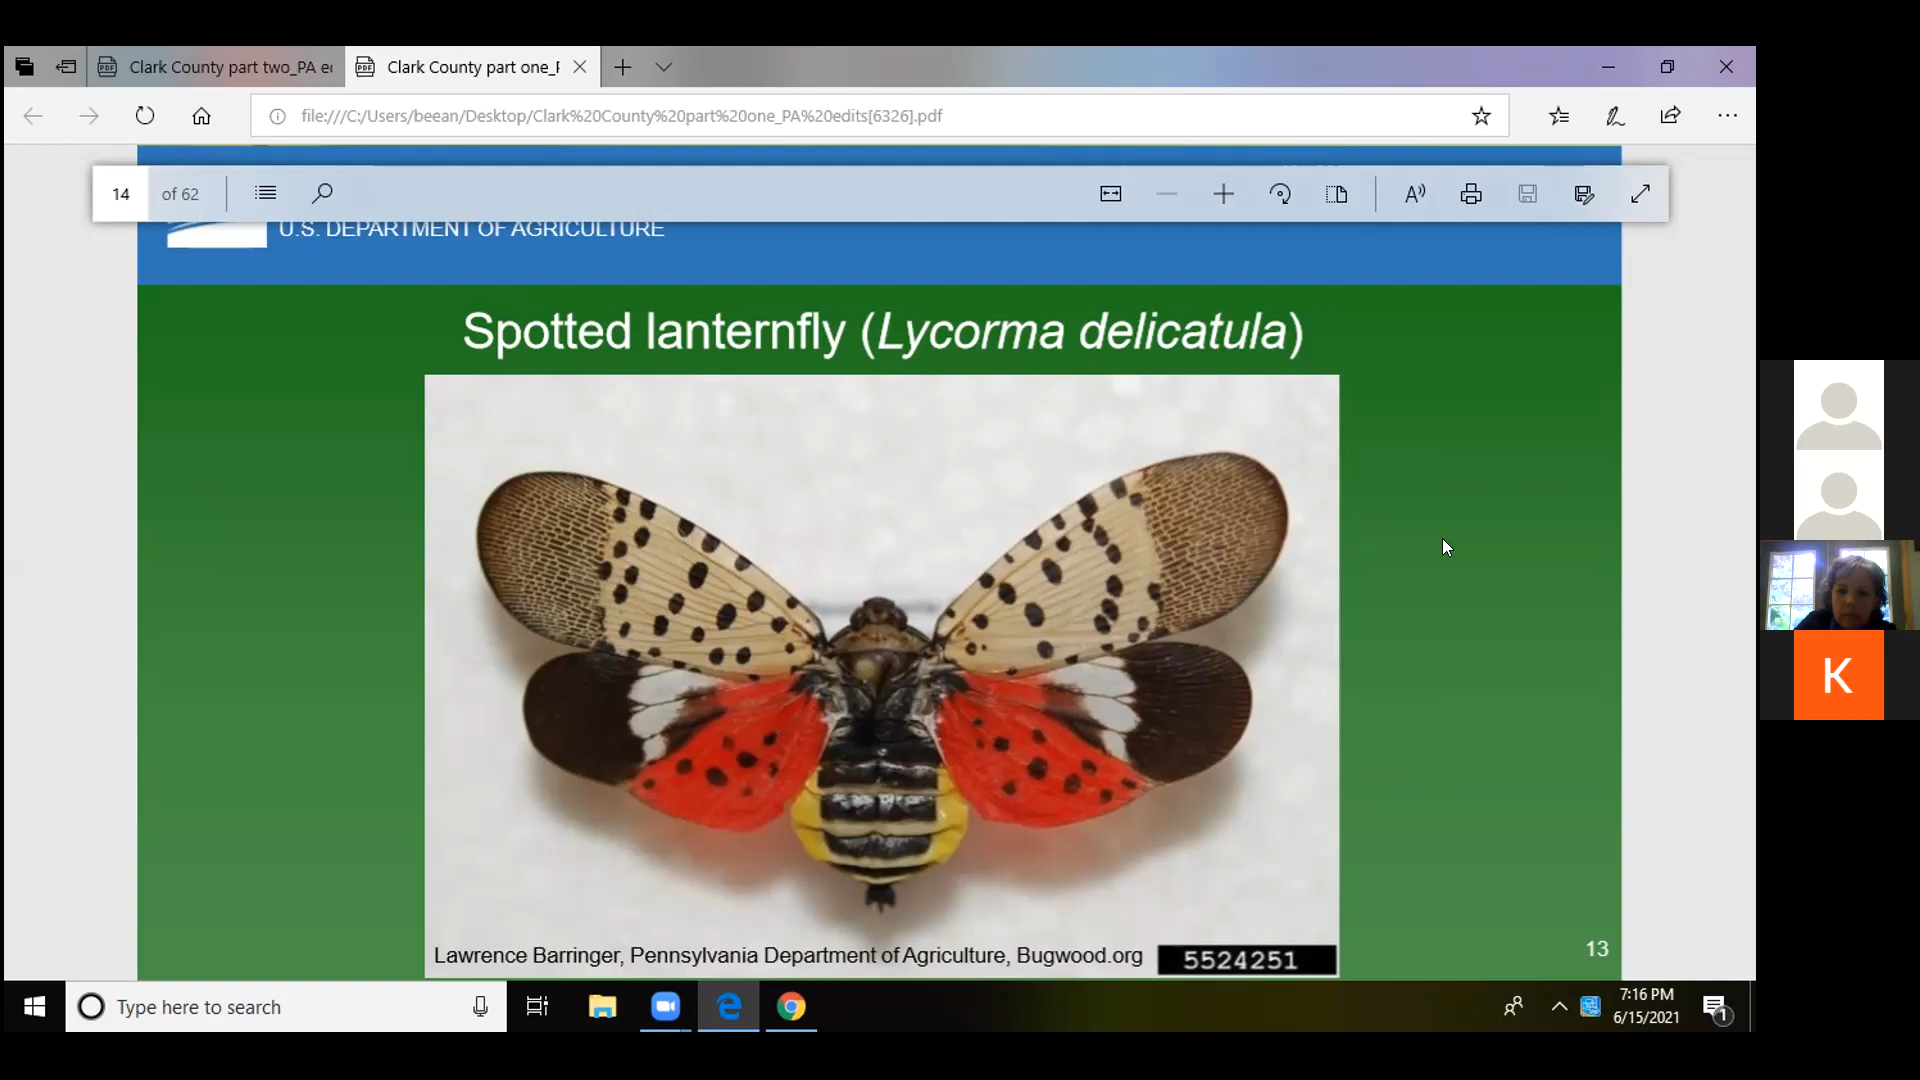 Clark County part two_PA e
Clark County part one_F
file:///C:/Users/beean/Desktop/Clark%20County%20part%20one_PA%20edits[6326].pdf
14 of 62
U.S. DEPARTMENT OF AGRICULTURE
Spotted lanternfly (Lycorma delicatula)
Lawrence Barringer, Pennsylvania Department of Agriculture, Bugwood.org 5524251
13
K
Type here to search
7:16 PM
6/15/2021
1